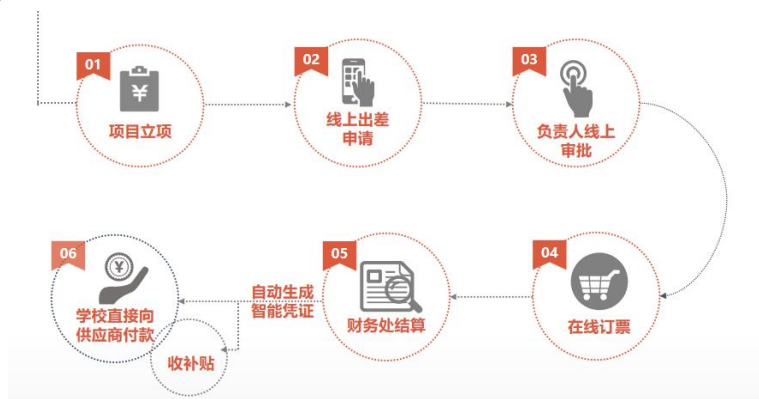 01
项目立项
02
线上出差
申请
03
负责人线上
审批
04
在线订票
05
财务处结算
自动生成
智能凭证
06
学校直接向
供应商付款
收补贴